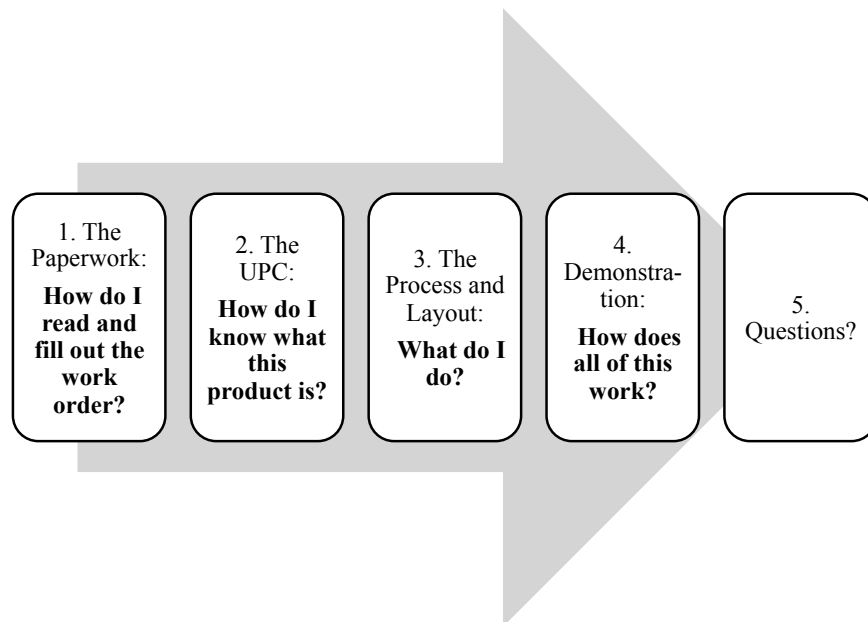 1. The
Paperwork:
How do I
read and
fill out the
work
order?
2. The
UPC:
How do I
know what
this
product is?
3. The
Process and
Layout:
What do I
do?
4.
Demonstra-
tion:
How does
all of this
work?
5.
Questions?